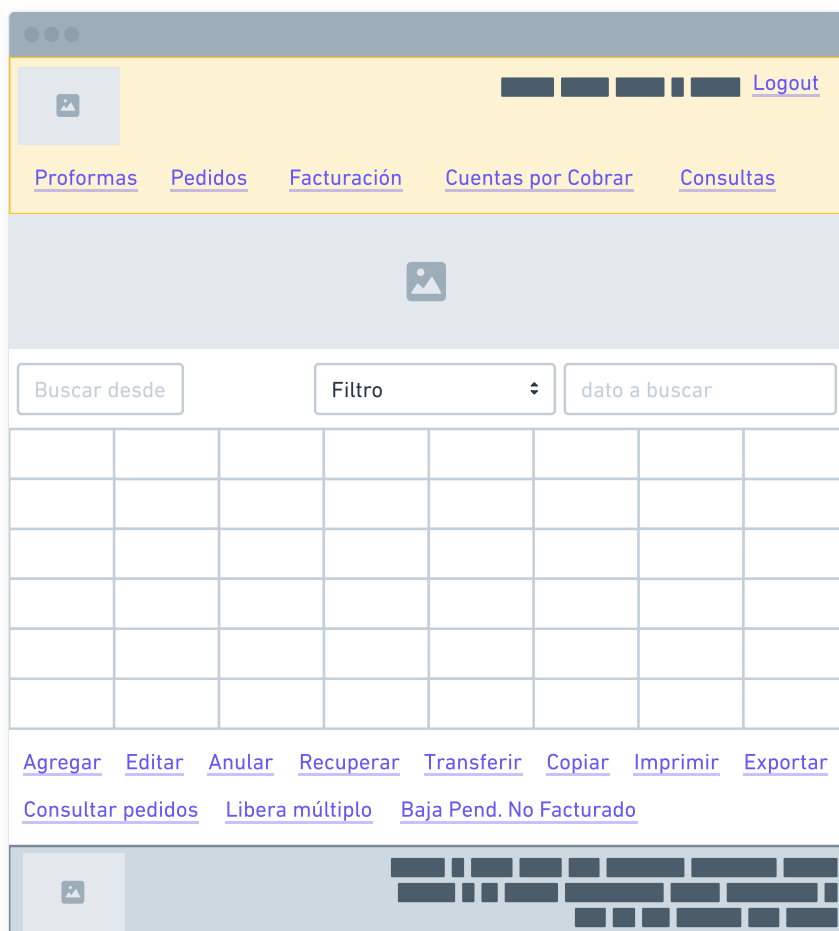 Logout
Proformas Pedidos Facturación Cuentas por Cobrar Consultas
Buscar desde Filtro dato a buscar
Agregar Editar Anular Recuperar Transferir Copiar Imprimir Exportar
Consultar pedidos Libera múltiplo Baja Pend. No Facturado